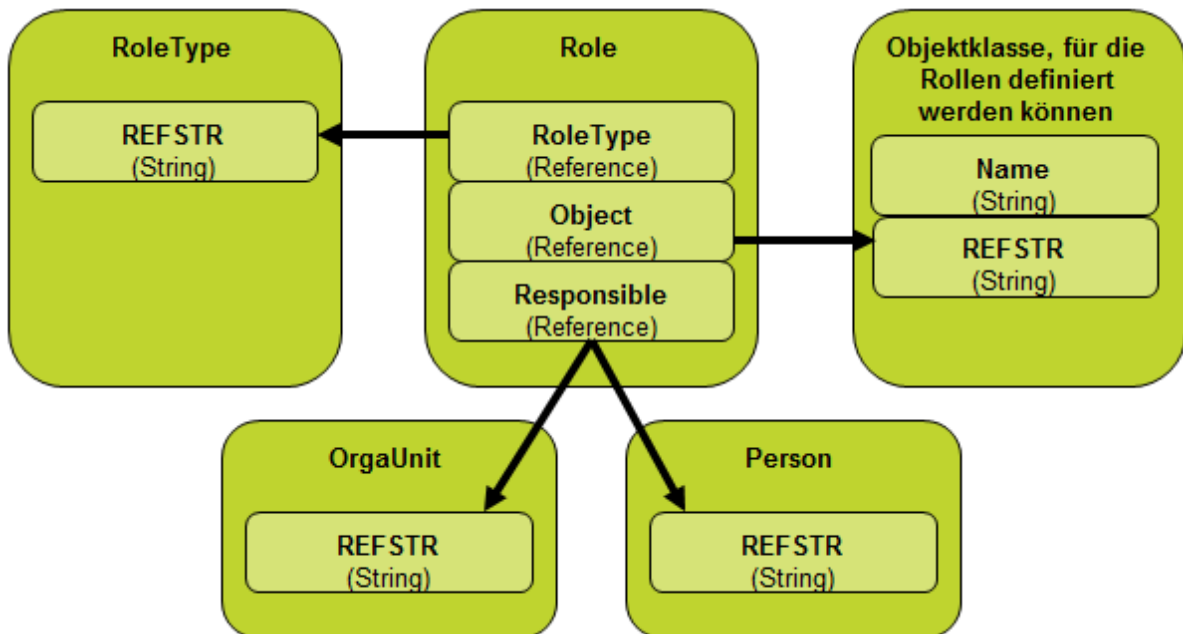 RoleType
REFSTR
(String)
Role
RoleType
(Reference)
Object
(Reference)
Responsible
(Reference)
Objektklasse, für die
Rollen definiert
werden können
Name
(String)
REFSTR
(String)
OrgaUnit
REFSTR
(String)
Person
REFSTR
(String)